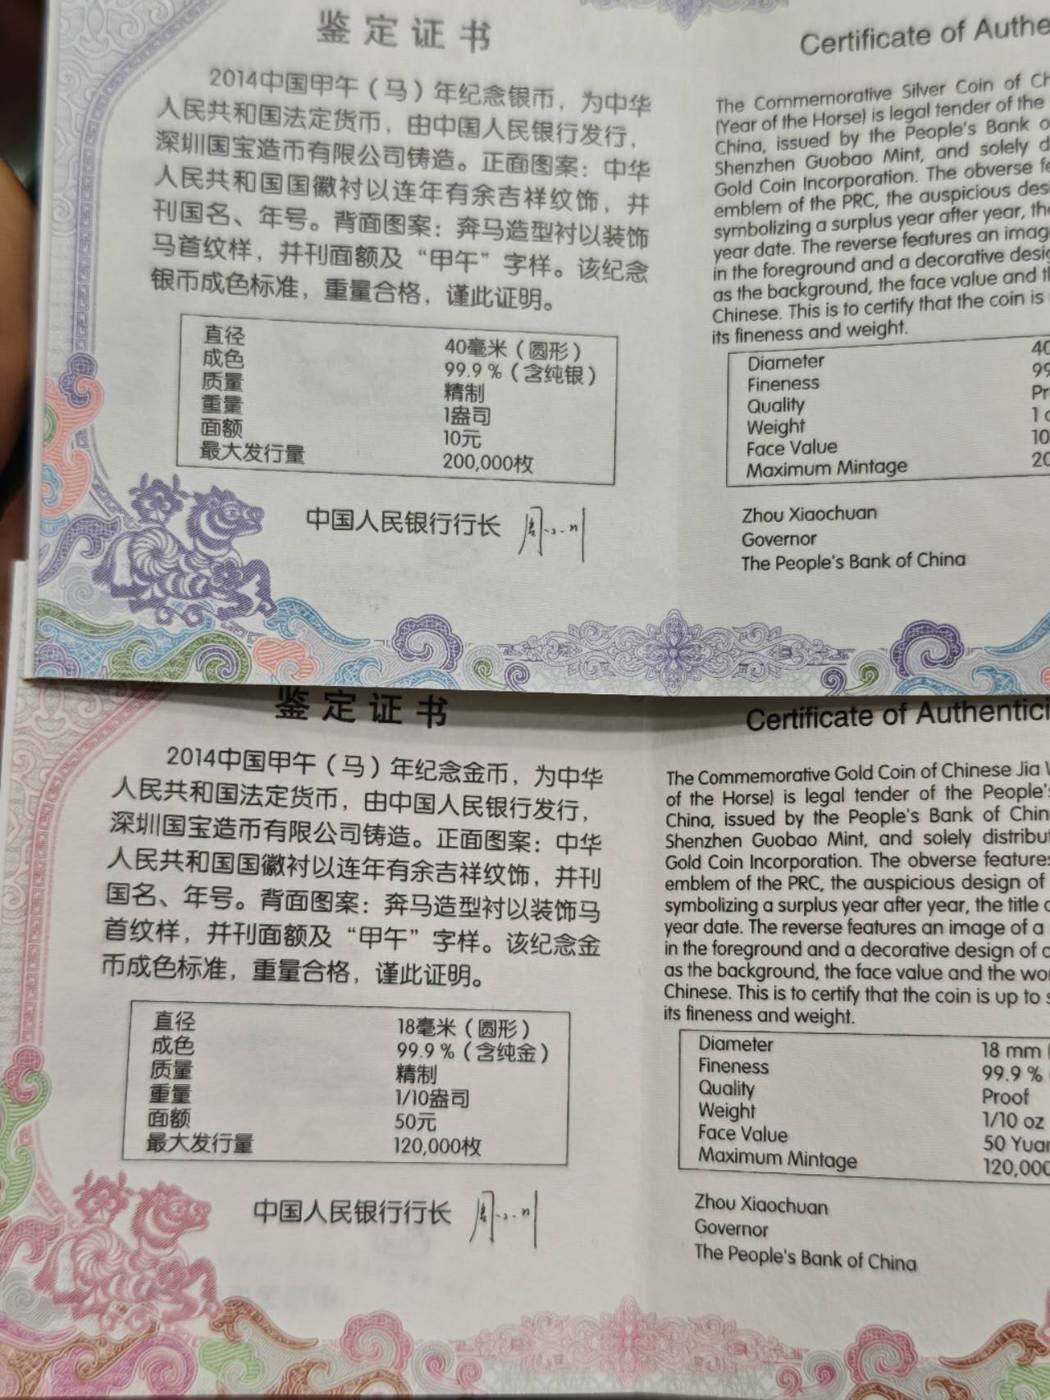 鉴定证书
2014中国甲午（马）年纪念银币，为中华
人民共和国法定货币，由中国人民银行发行，
深圳国宝造币有限公司铸造。正面图案：中华
人民共和国国徽衬以连年有余吉祥纹饰，并
刊国名、年号。背面图案：奔马造型衬以装饰
马首纹样，并刊面额及“甲午”字样。该纪念
银币成色标准，重量合格，谨此证明。
直径 40毫米（圆形）
成色 99.9 %（含纯银）
质量 精制
重量 1盎司
面额 10元
最大发行量 200,000枚
中国人民银行行长
Certificate of Authe
The Commemorative Silver Coin of Ch
(Year of the Horse) is legal tender of the
China, issued by the People's Bank o
Shenzhen Guobao Mint, and solely d
Gold Coin Incorporation. The obverse fe
emblem of the PRC, the auspicious desi
symbolizing a surplus year after year, the
year date. The reverse features an imag
in the foreground and a decorative desig
as the background, the face value and th
Chinese. This is to certify that the coin is
its fineness and weight.
Diameter 40
Fineness 99
Quality Pr
Weight 1 o
Face Value 10
Maximum Mintage 20
Zhou Xiaochuan
Governor
The People's Bank of China
鉴定证书
2014中国甲午（马）年纪念金币，为中华
人民共和国法定货币，由中国人民银行发行，
深圳国宝造币有限公司铸造。正面图案：中华
人民共和国国徽衬以连年有余吉祥纹饰，并刊
国名、年号。背面图案：奔马造型衬以装饰马
首纹样，并刊面额及“甲午”字样。该纪念金
币成色标准，重量合格，谨此证明。
直径 18毫米（圆形）
成色 99.9 %（含纯金）
质量 精制
重量 1/10盎司
面额 50元
最大发行量 120,000枚
中国人民银行行长
Certificate of Authentici
The Commemorative Gold Coin of Chinese Jia W
of the Horse) is legal tender of the People's
China, issued by the People's Bank of Chin
Shenzhen Guobao Mint, and solely distribut
Gold Coin Incorporation. The obverse features
emblem of the PRC, the auspicious design of
symbolizing a surplus year after year, the title o
year date. The reverse features an image of a
in the foreground and a decorative design of a
as the background, the face value and the wor
Chinese. This is to certify that the coin is up to s
its fineness and weight.
Diameter 18 mm (
Fineness 99.9 %
Quality Proof
Weight 1/10 oz
Face Value 50 Yuan
Maximum Mintage 120,000
Zhou Xiaochuan
Governor
The People's Bank of China